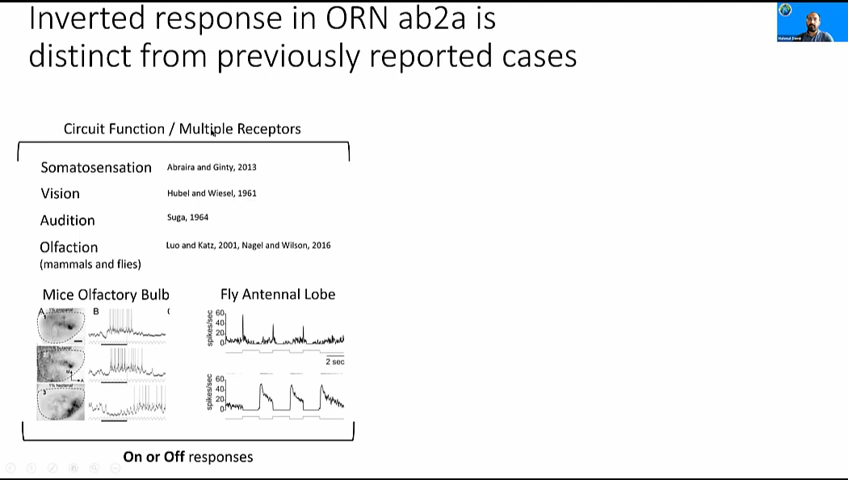 Inverted response in ORN ab2a is
distinct from previously reported cases
Circuit Function / Multiple Receptors
Somatosensation Abraira and Ginty, 2013
Vision Hubel and Wiesel, 1961
Audition Suga, 1964
Olfaction Luo and Katz, 2001, Nagel and Wilson, 2016
(mammals and flies)
Mice Olfactory Bulb Fly Antennal Lobe
A B
spikes/sec 60 40 20 0
2 sec
spikes/sec 60 40 20 0
On or Off responses